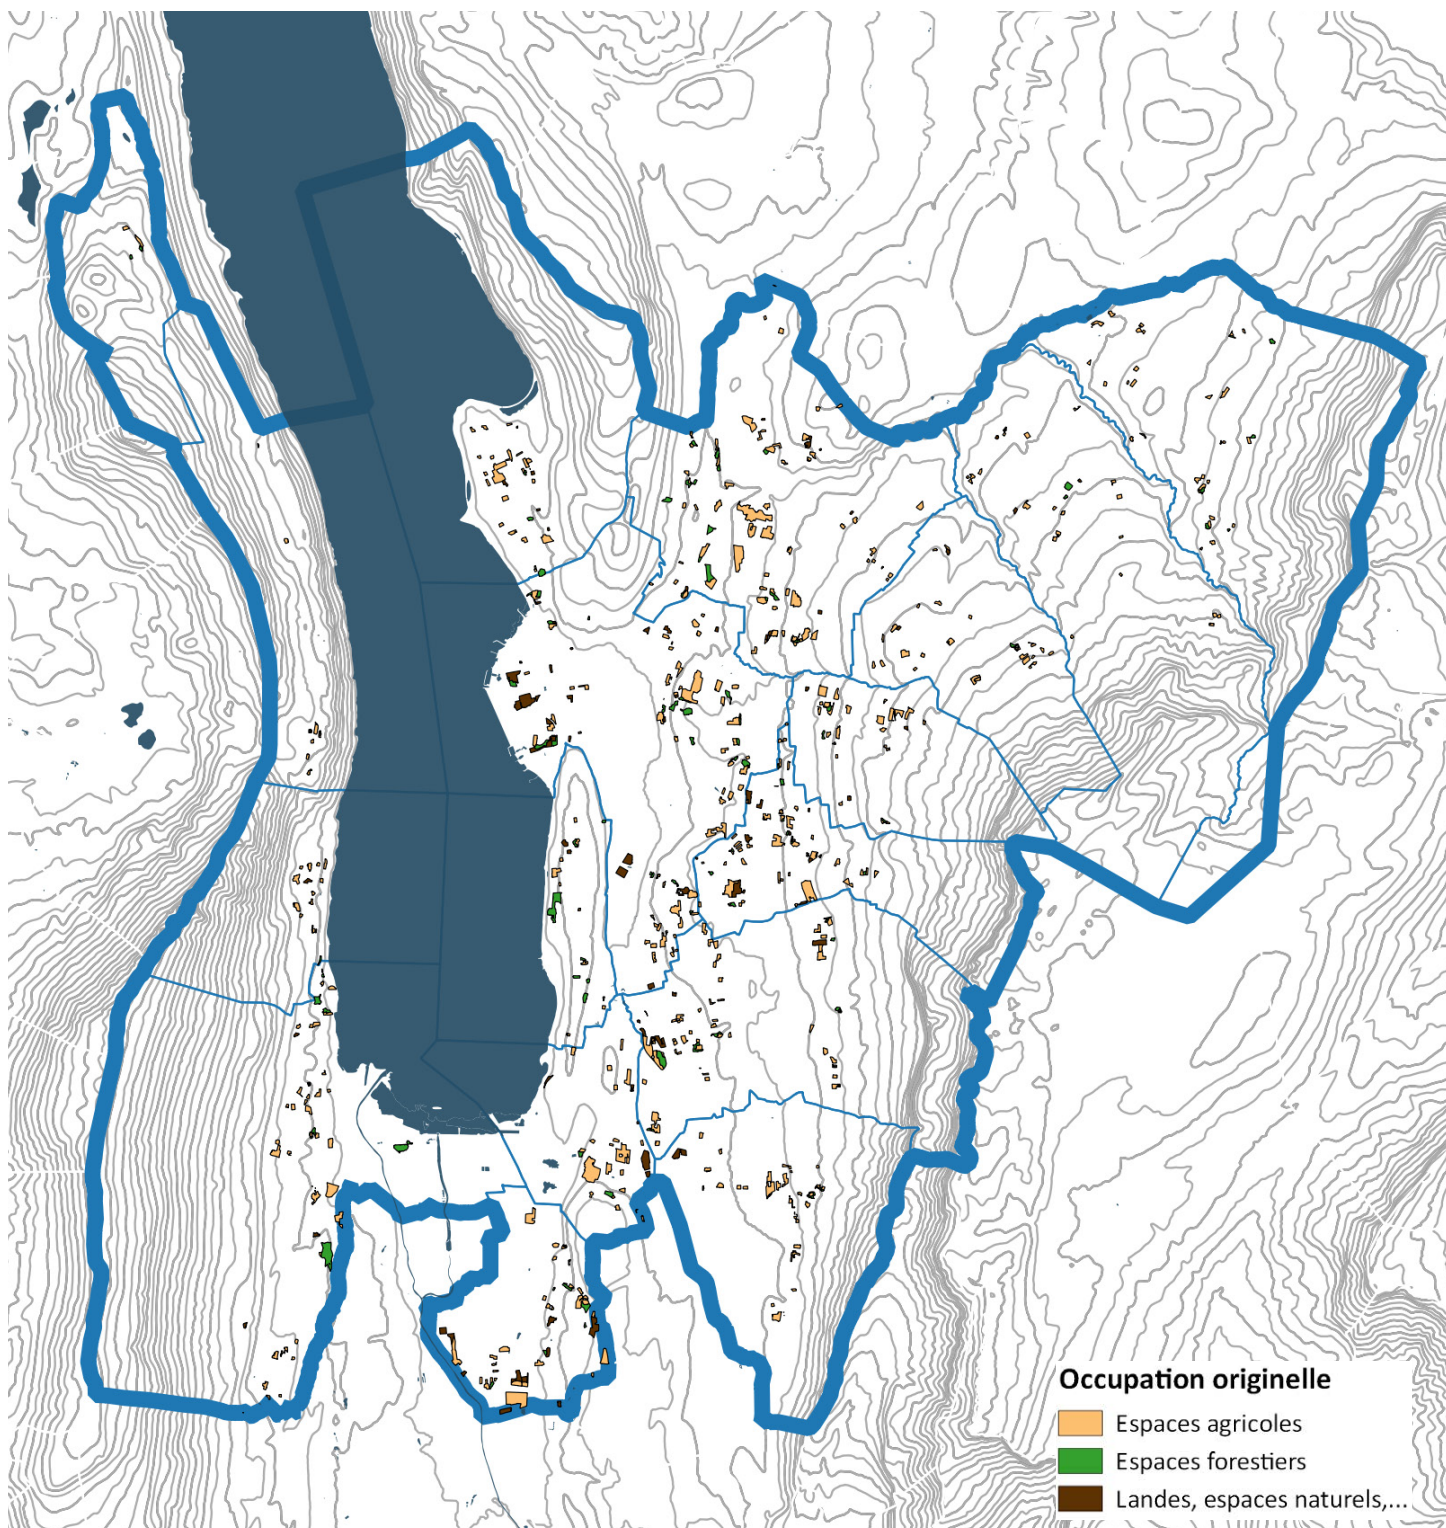 Occupation originelle
Espaces agricoles
Espaces forestiers
Landes, espaces naturels,...